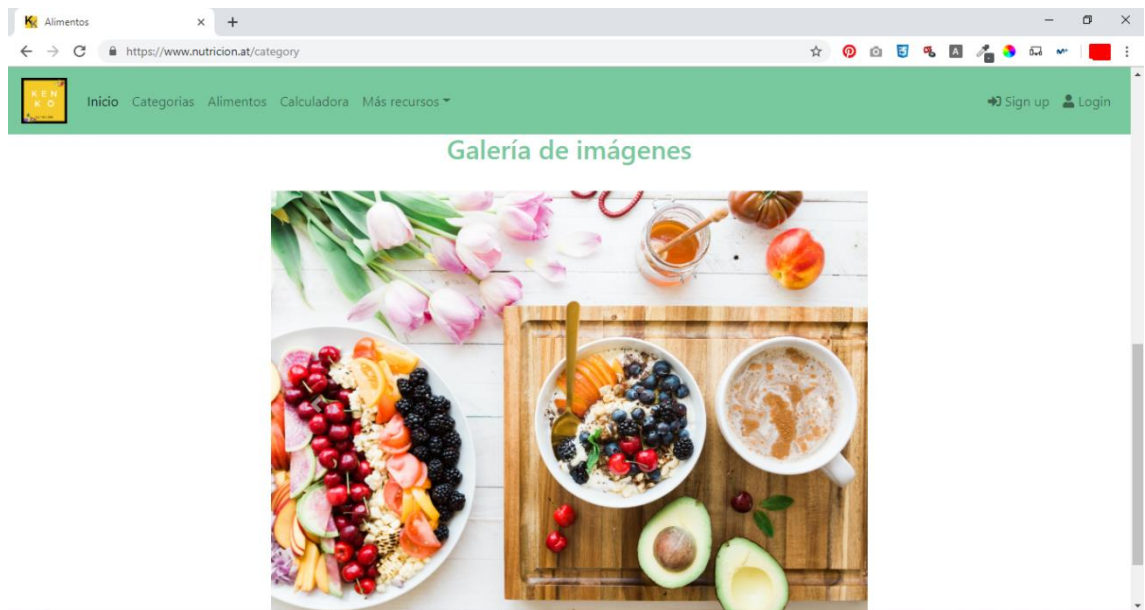 Alimentos
https://www.nutricion.at/category
KEN
KO
Inicio Categorias Alimentos Calculadora Más recursos
Sign up Login
Galería de imágenes